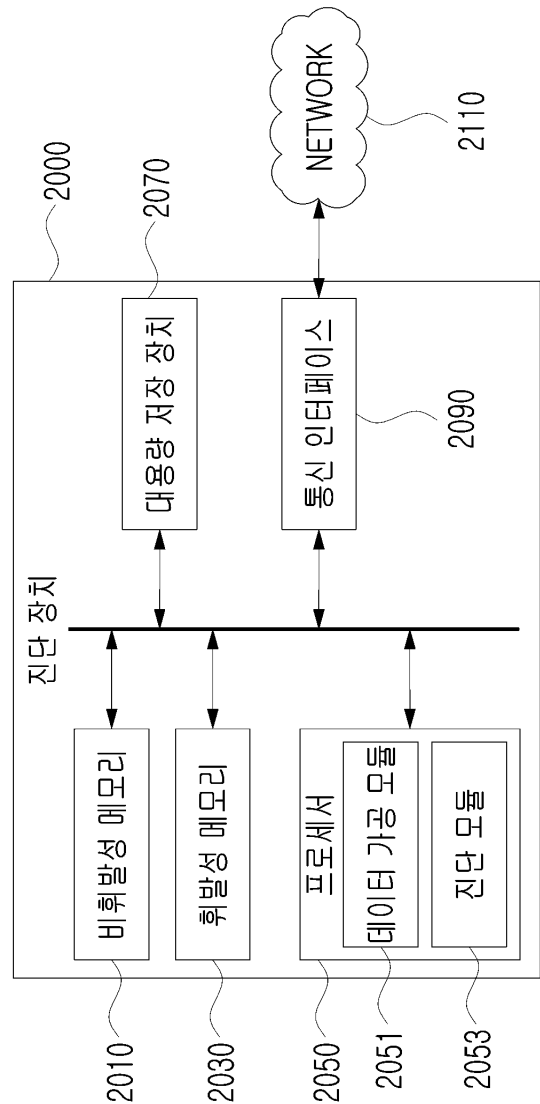 2000
진단 장치
2010
비휘발성 메모리
2070
대용량 저장 장치
2030
휘발성 메모리
2050
프로세서
2051
데이터 가공 모듈
2053
진단 모듈
2090
통신 인터페이스
NETWORK
2110